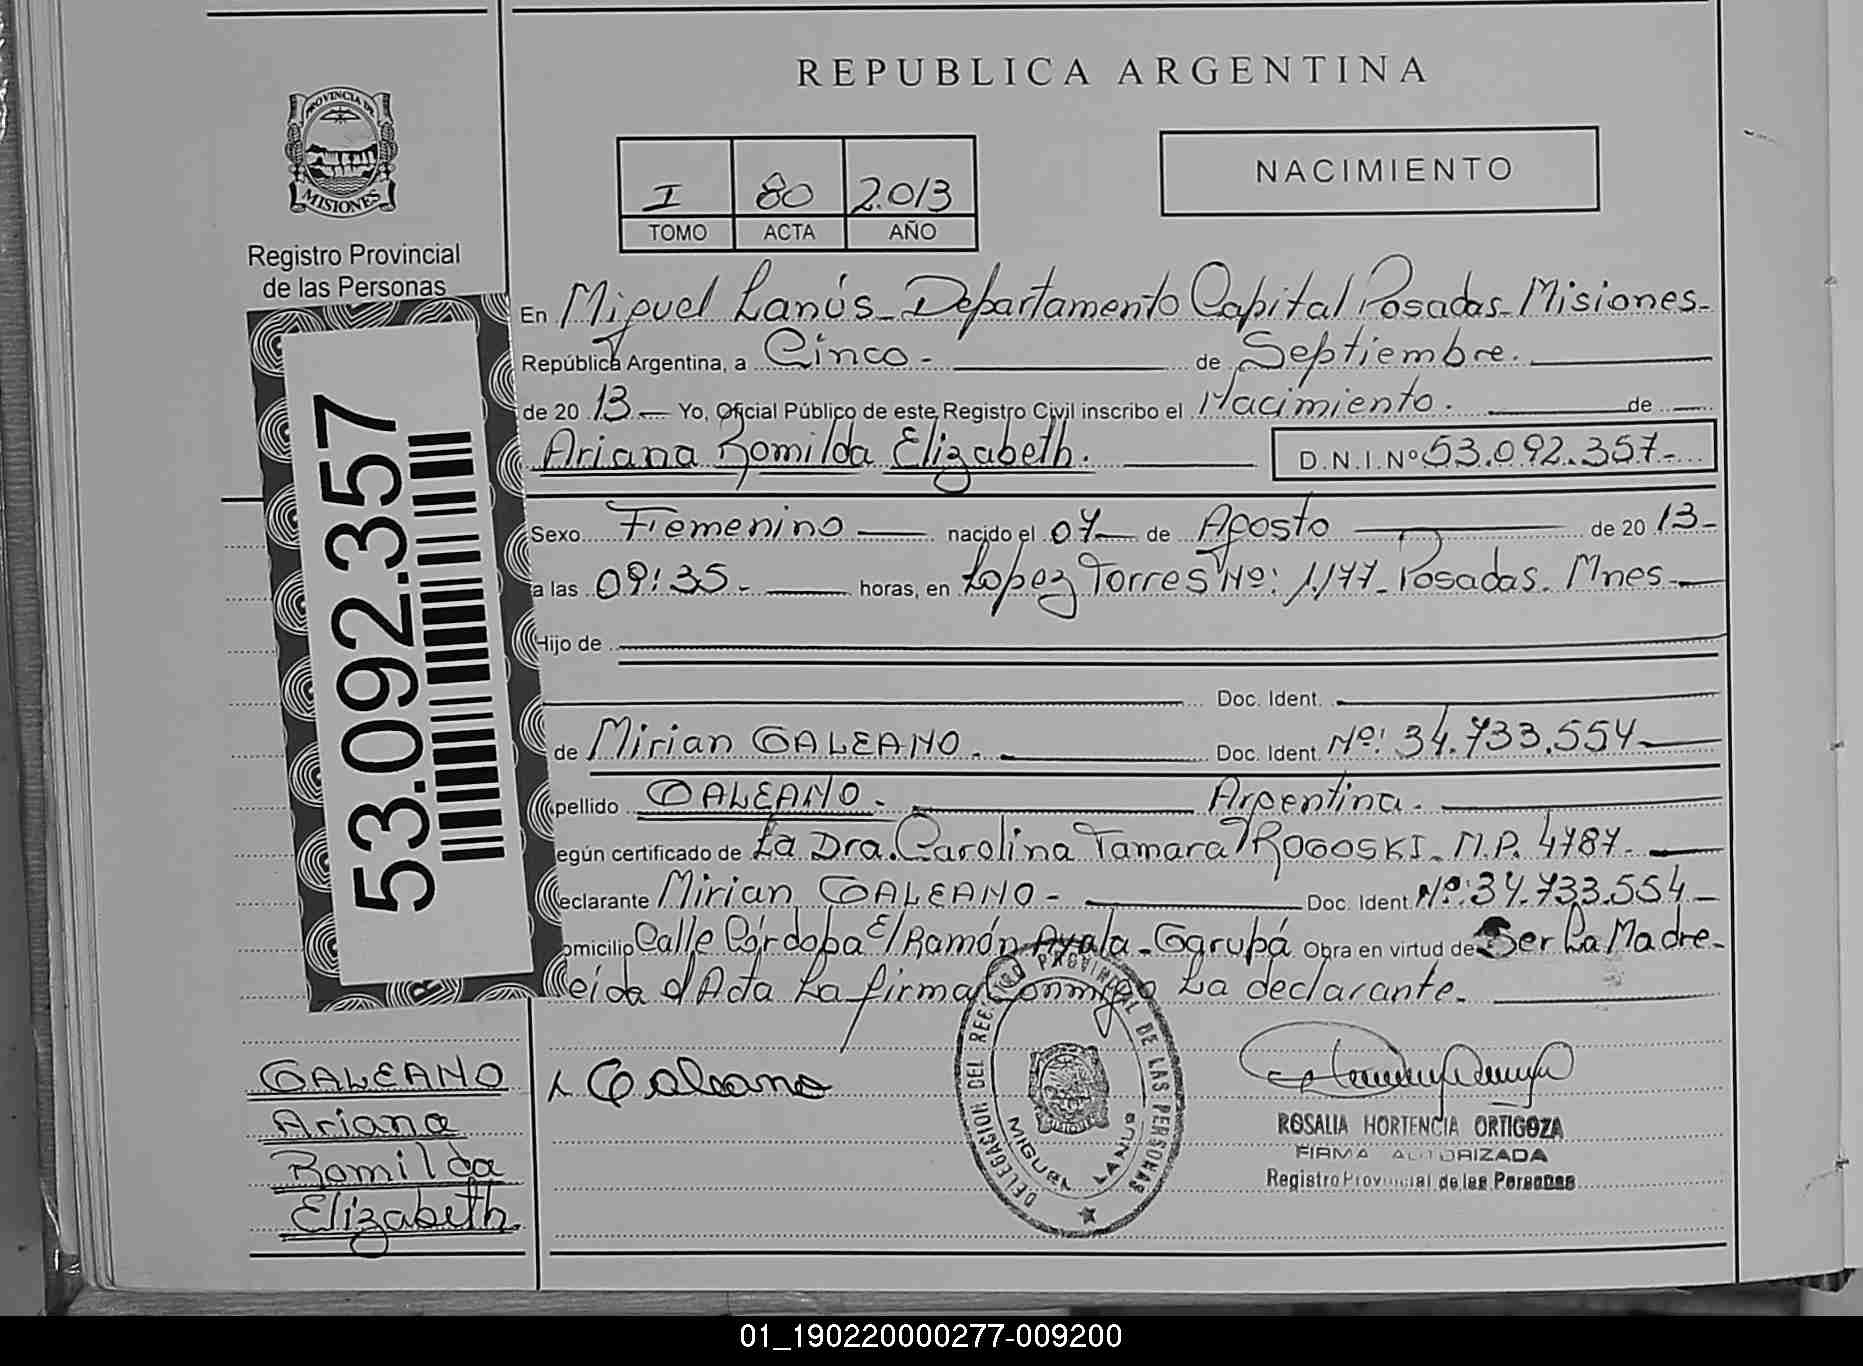 REPUBLICA ARGENTINA
PROVINCIA DE
MISIONES
Registro Provincial
de las Personas
I 80 2.013
TOMO ACTA AÑO
NACIMIENTO
En Miguel Lanús - Departamento Capital Posadas - Misiones -
República Argentina, a Cinco - de Septiembre.
de 20 13 Yo, Oficial Público de este Registro Civil inscribo el Nacimiento. de
Ariana Romilda Elizabeth. D.N.I.Nº 53.092.357-
Sexo Femenino nacido el 07 de Agosto de 20 13-
a las 09:35- horas, en Lopez Torres Nº: 1.177 - Posadas. Mnes-
Hijo de
Doc. Ident.
de Mirian GALEANO. Doc. Ident. Nº: 34.733.554
pellido GALEANO. Argentina.
egún certificado de La Dra. Carolina Tamara ROGOSKI - M.P. 4787-
eclarante Mirian GALEANO - Doc. Ident. Nº: 34.733.554 -
omicilio Calle Córdoba E/ Ramón Ayala - Garupá Obra en virtud de Ser La Madre-
Leida el Acta La firma Conmigo La declarante.
53.092.357
GALEANO
Ariana
Romilda
Elizabeth.
Galeano
DELEGACION DEL REGISTRO PROVINCIAL DE LAS PERSONAS
MIGUEL LANUS
ROSALIA HORTENCIA ORTIGOZA
FIRMA AUTORIZADA
Registro Provincial de las Personas
01_190220000277-009200